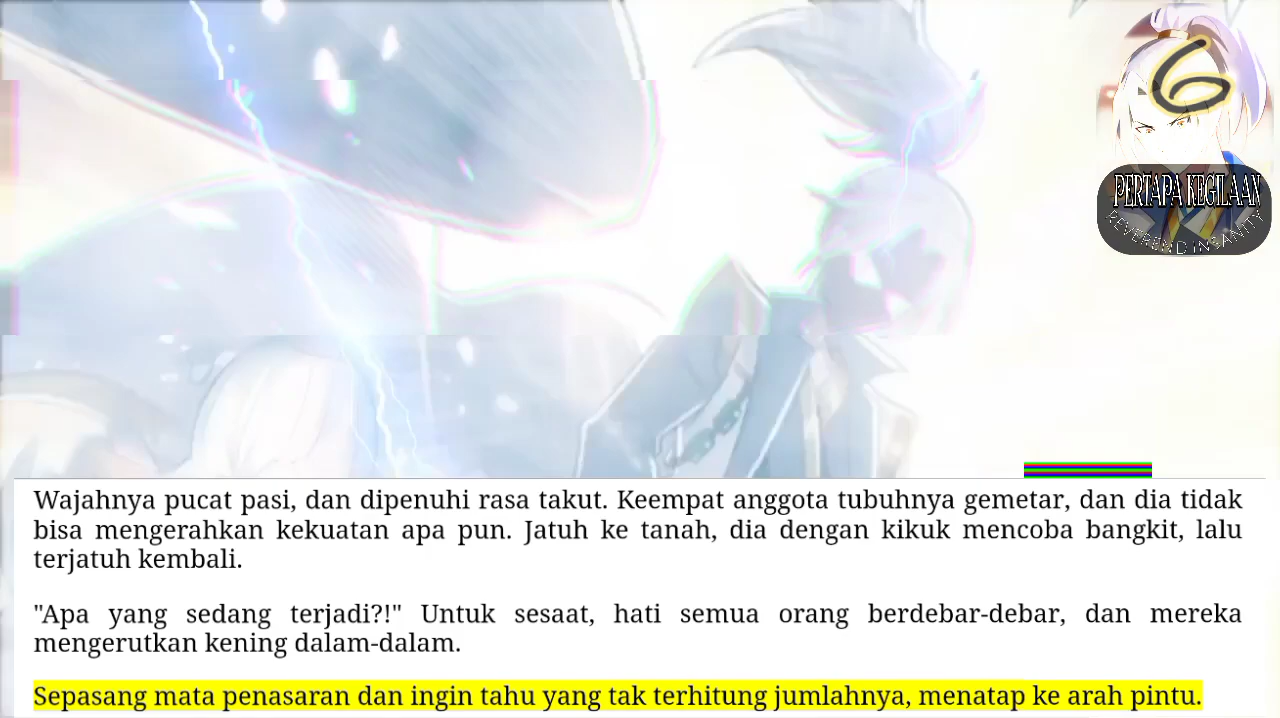 6
PERTAPA KEGILAAN
REVEREND INSANITY
Wajahnya pucat pasi, dan dipenuhi rasa takut. Keempat anggota tubuhnya gemetar, dan dia tidak
bisa mengerahkan kekuatan apa pun. Jatuh ke tanah, dia dengan kikuk mencoba bangkit, lalu
terjatuh kembali.
"Apa yang sedang terjadi?!" Untuk sesaat, hati semua orang berdebar-debar, dan mereka
mengerutkan kening dalam-dalam.
Sepasang mata penasaran dan ingin tahu yang tak terhitung jumlahnya, menatap ke arah pintu.